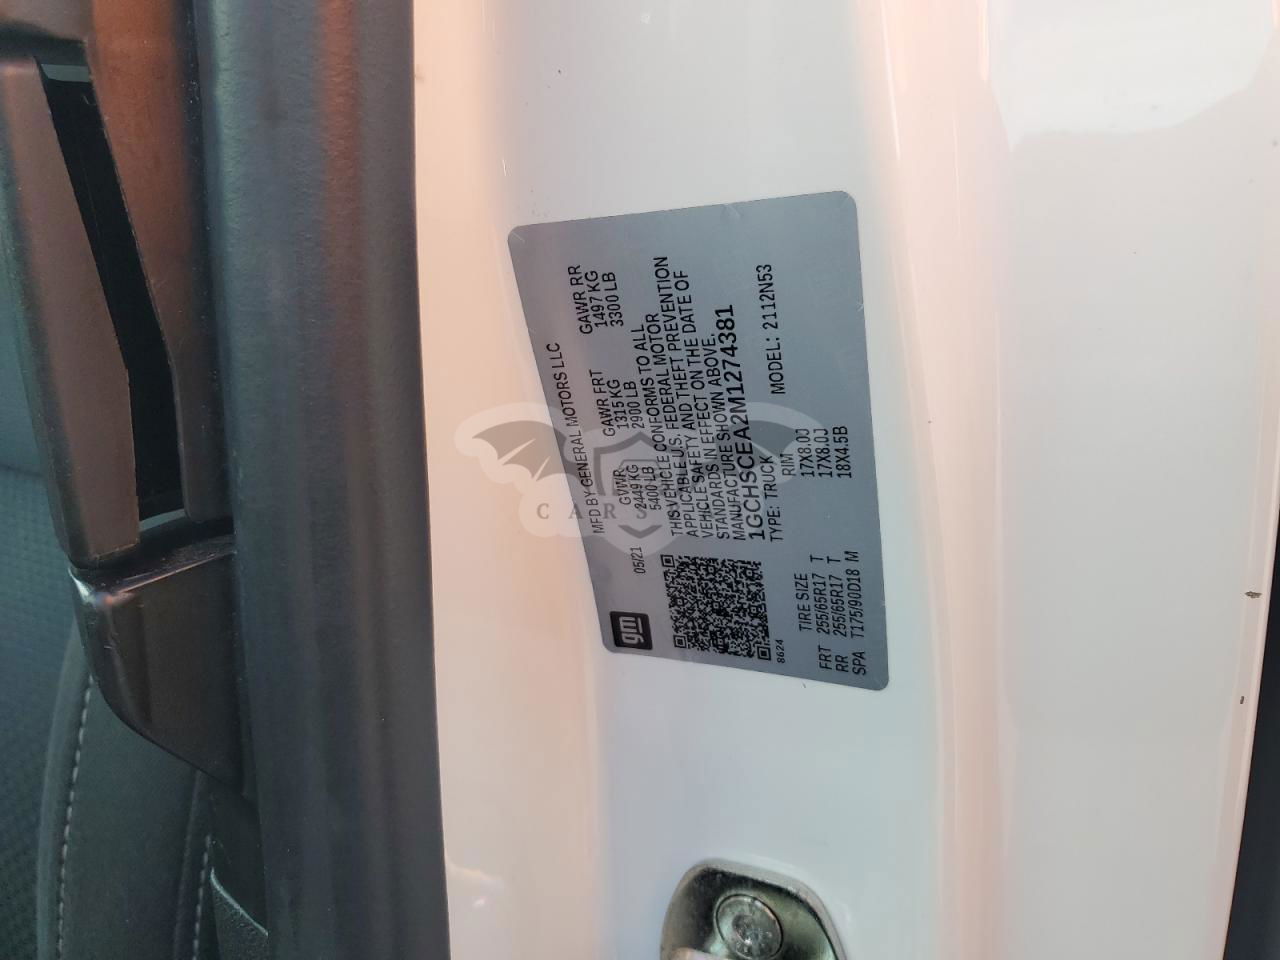 MFD BY GENERAL MOTORS LLC
05/21 GVWR GAWR FRT GAWR RR
2449 KG 1315 KG 1497 KG
5400 LB 2900 LB 3300 LB
THIS VEHICLE CONFORMS TO ALL
APPLICABLE U.S. FEDERAL MOTOR
VEHICLE SAFETY AND THEFT PREVENTION
STANDARDS IN EFFECT ON THE DATE OF
MANUFACTURE SHOWN ABOVE.
1GCHSCEA2M1274381
TYPE: TRUCK MODEL: 2112N53
gm
8624
TIRE SIZE RIM
FRT 255/65R17 T 17X8.0J
RR 255/65R17 T 17X8.0J
SPA T175/90D18 M 18X4.5B
CARS